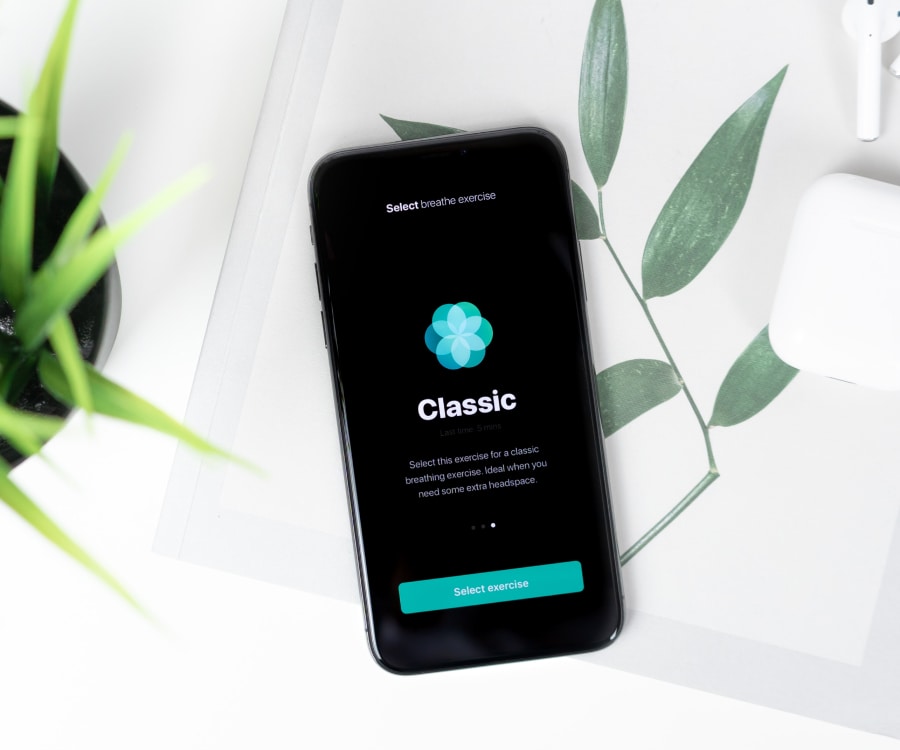 Select breathe exercise
Classic
Last time: 5 mins
Select this exercise for a classic
breathing exercise. Ideal when you
need some extra headspace.
Select exercise